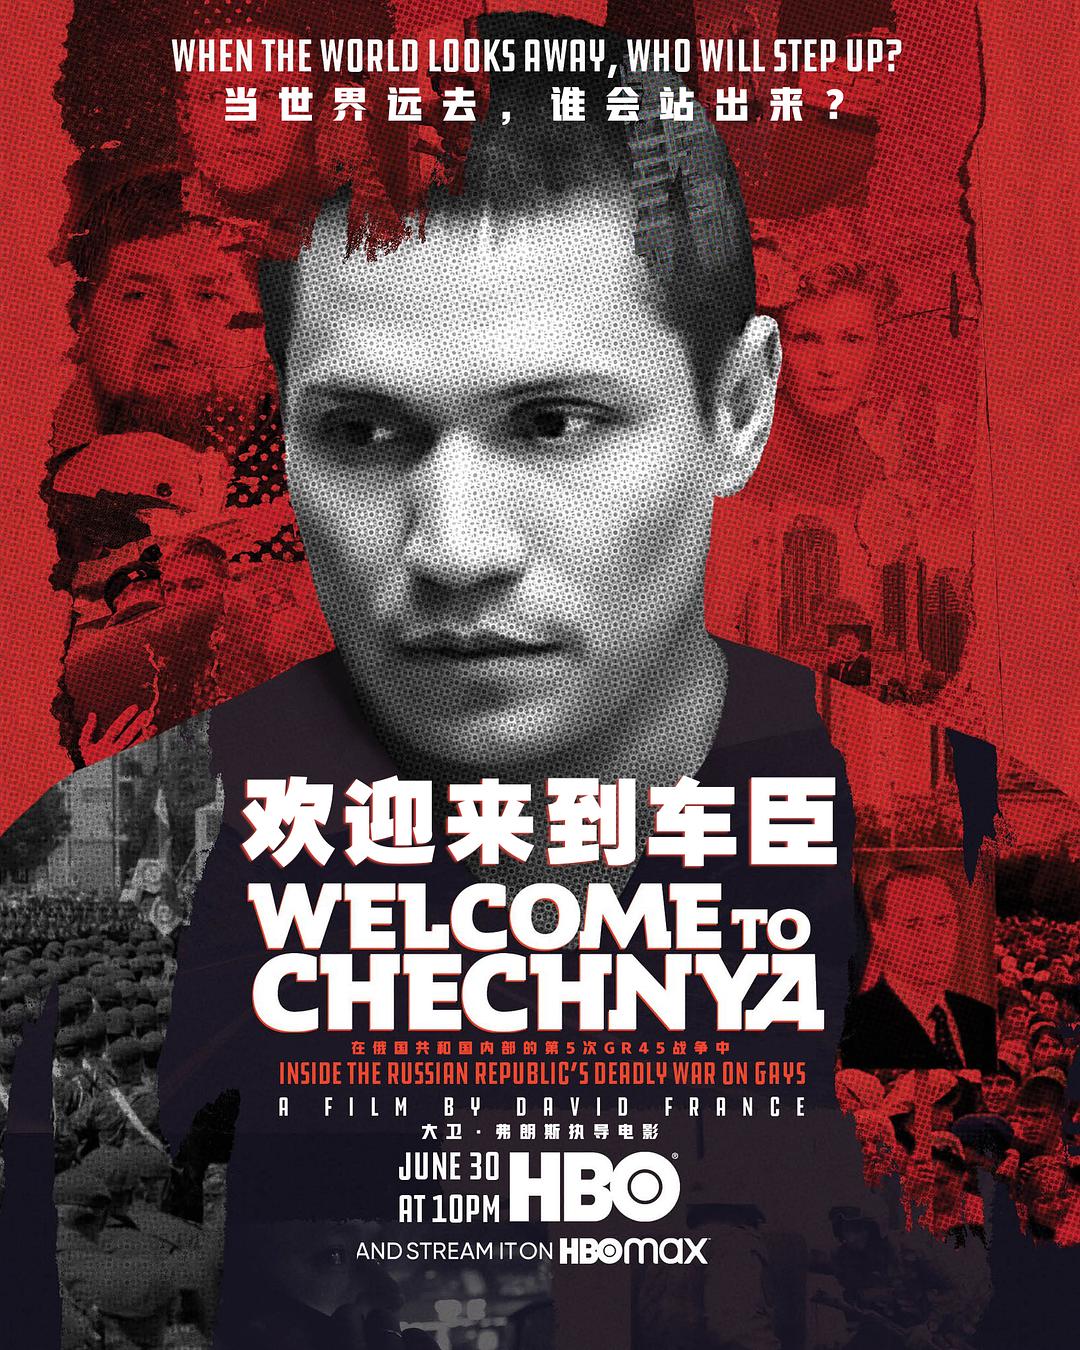 WHEN THE WORLD LOOKS AWAY, WHO WILL STEP UP?
当世界远去，谁会站出来？
欢迎来到车臣
WELCOME TO
CHECHNYA
在俄国共和国内部的第5次GR45战争中
INSIDE THE RUSSIAN REPUBLIC'S DEADLY WAR ON GAYS
A FILM BY DAVID FRANCE
大卫·弗朗斯执导电影
JUNE 30
AT 10PM HBO®
AND STREAM IT ON HBOmax